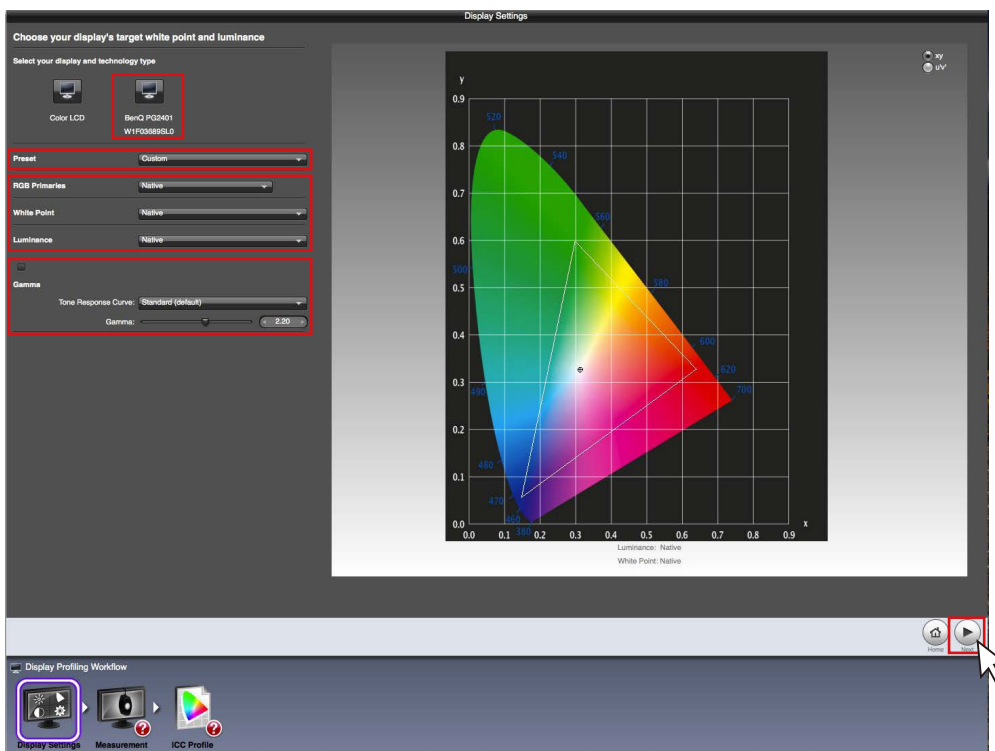 Display Settings
Choose your display's target white point and luminance
Select your display and technology type
Color LCD
BenQ PG2401
W1F03689SL0
Preset
Custom
RGB Primaries
Native
White Point
Native
Luminance
Native
Gamma
Tone Response Curve: Standard (default)
Gamma: 2.20
xy
u'v'
y
0.9
0.8
0.7
0.6
0.5
0.4
0.3
0.2
0.1
0.0
520
540
560
580
600
620
700
500
490
480
470
460
380
0.0 0.1 0.2 0.3 0.4 0.5 0.6 0.7 0.8 0.9 x
Luminance: Native
White Point: Native
Home Next
Display Profiling Workflow
Display Settings Measurement ICC Profile